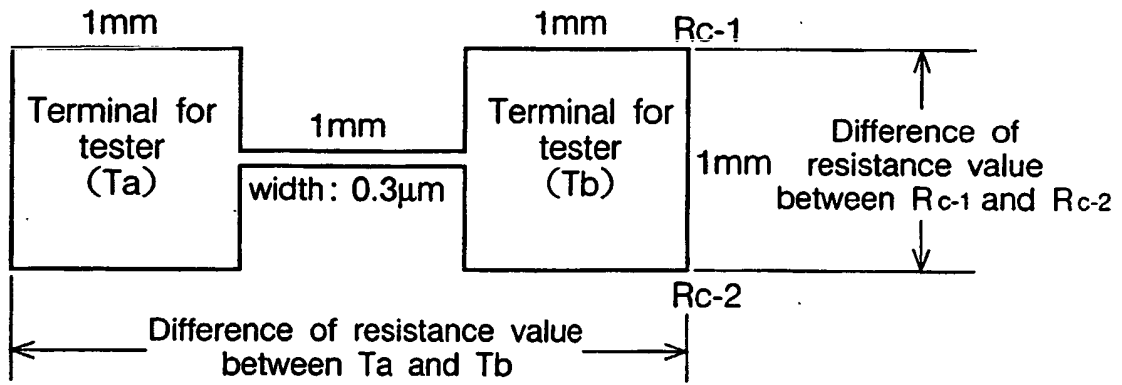 1mm
1mm
Rc-1
Terminal for
tester
(Ta)
1mm
width: 0.3μm
Terminal for
tester
(Tb)
1mm
Difference of
resistance value
between Rc-1 and Rc-2
Rc-2
Difference of resistance value
between Ta and Tb